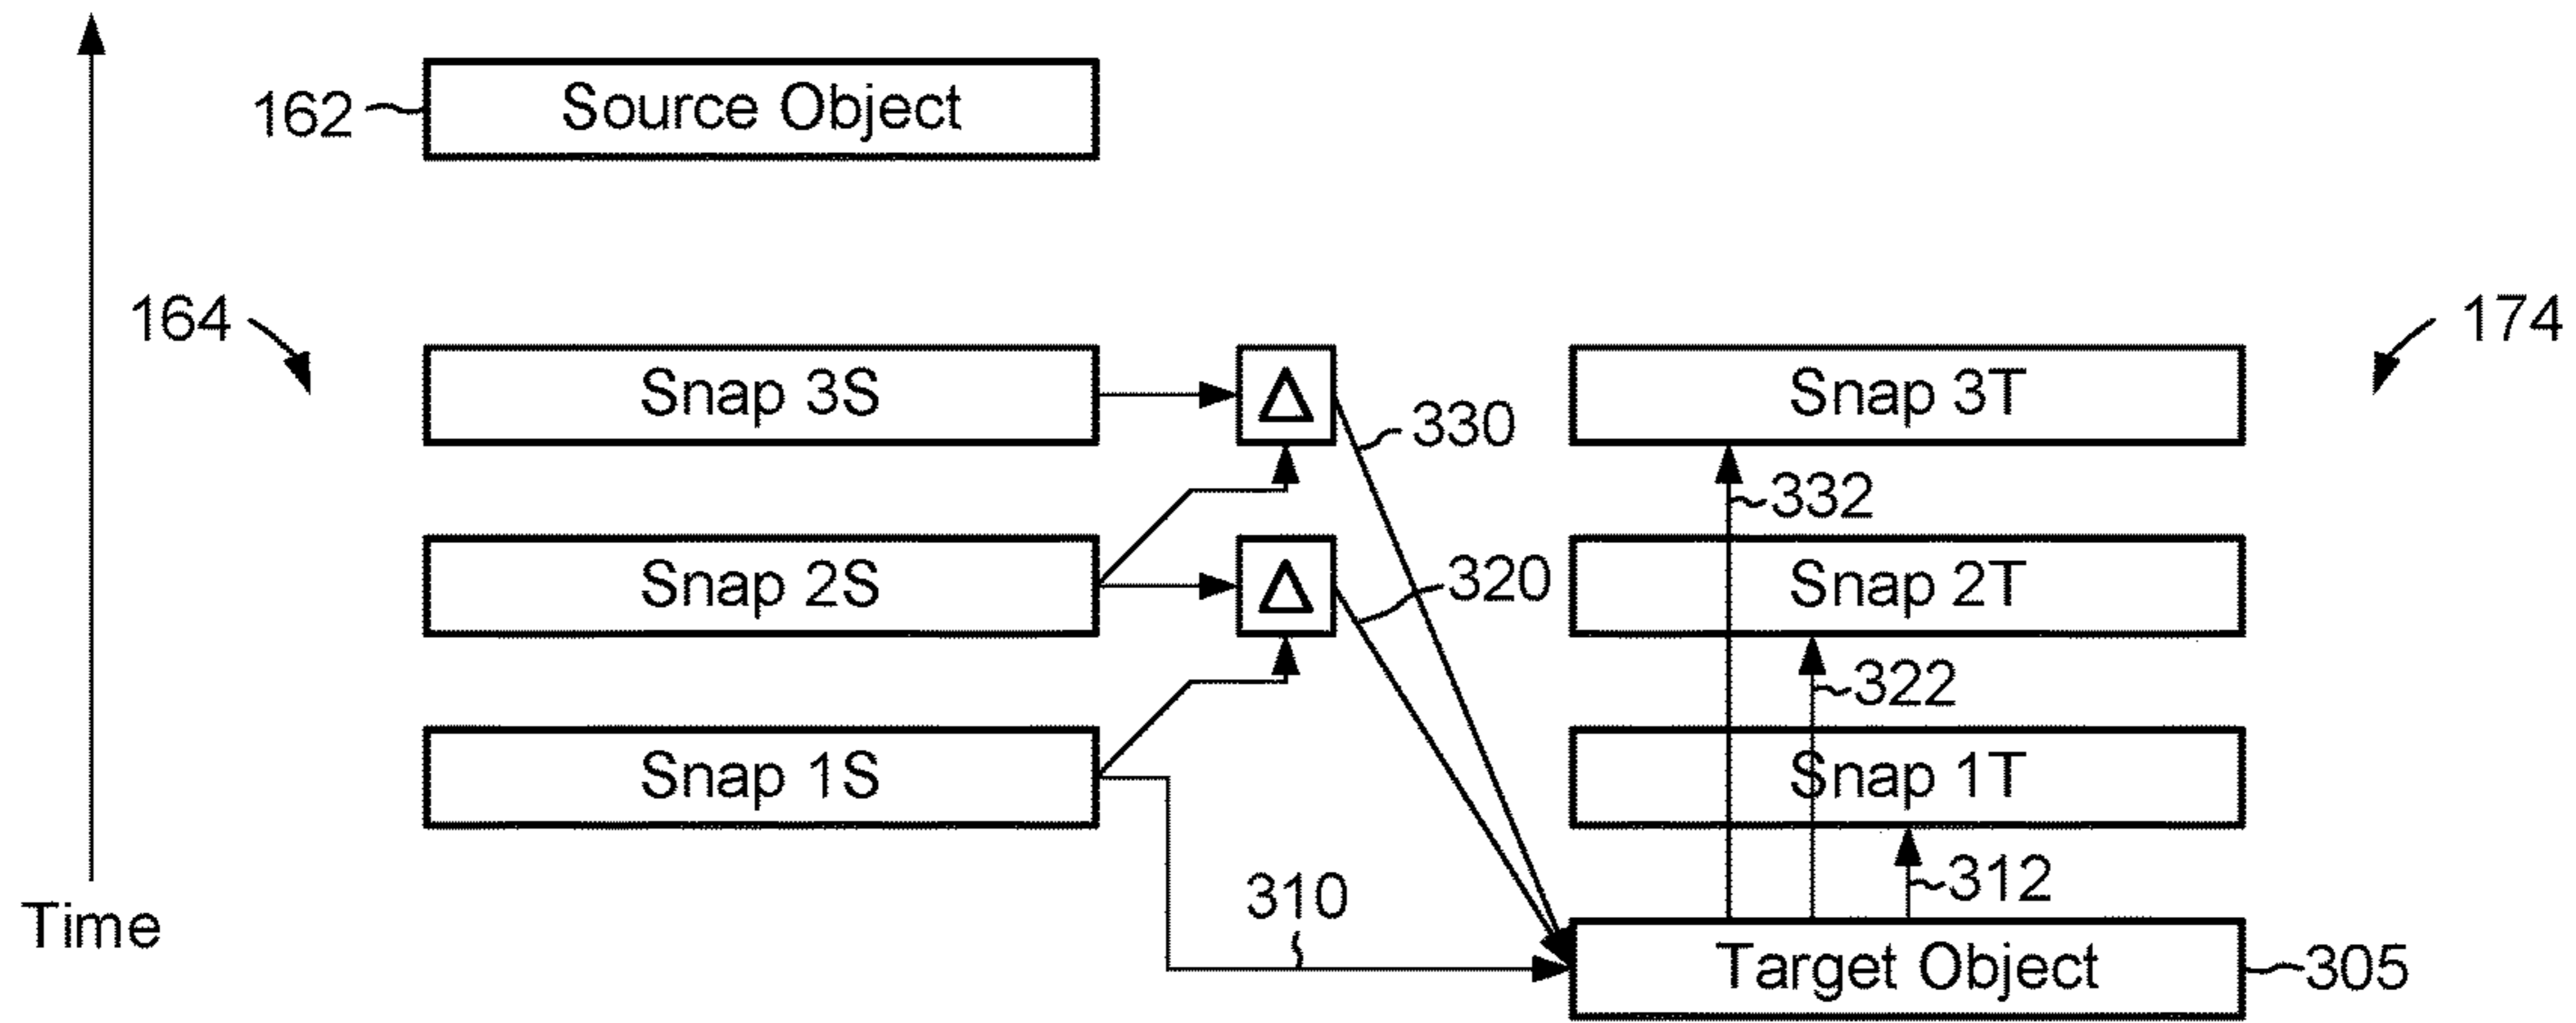 162
Source Object
164
174
Snap 3S
Δ
330
Snap 3T
332
Snap 2S
Δ
320
Snap 2T
322
Snap 1S
Snap 1T
310
312
Time
Target Object
305